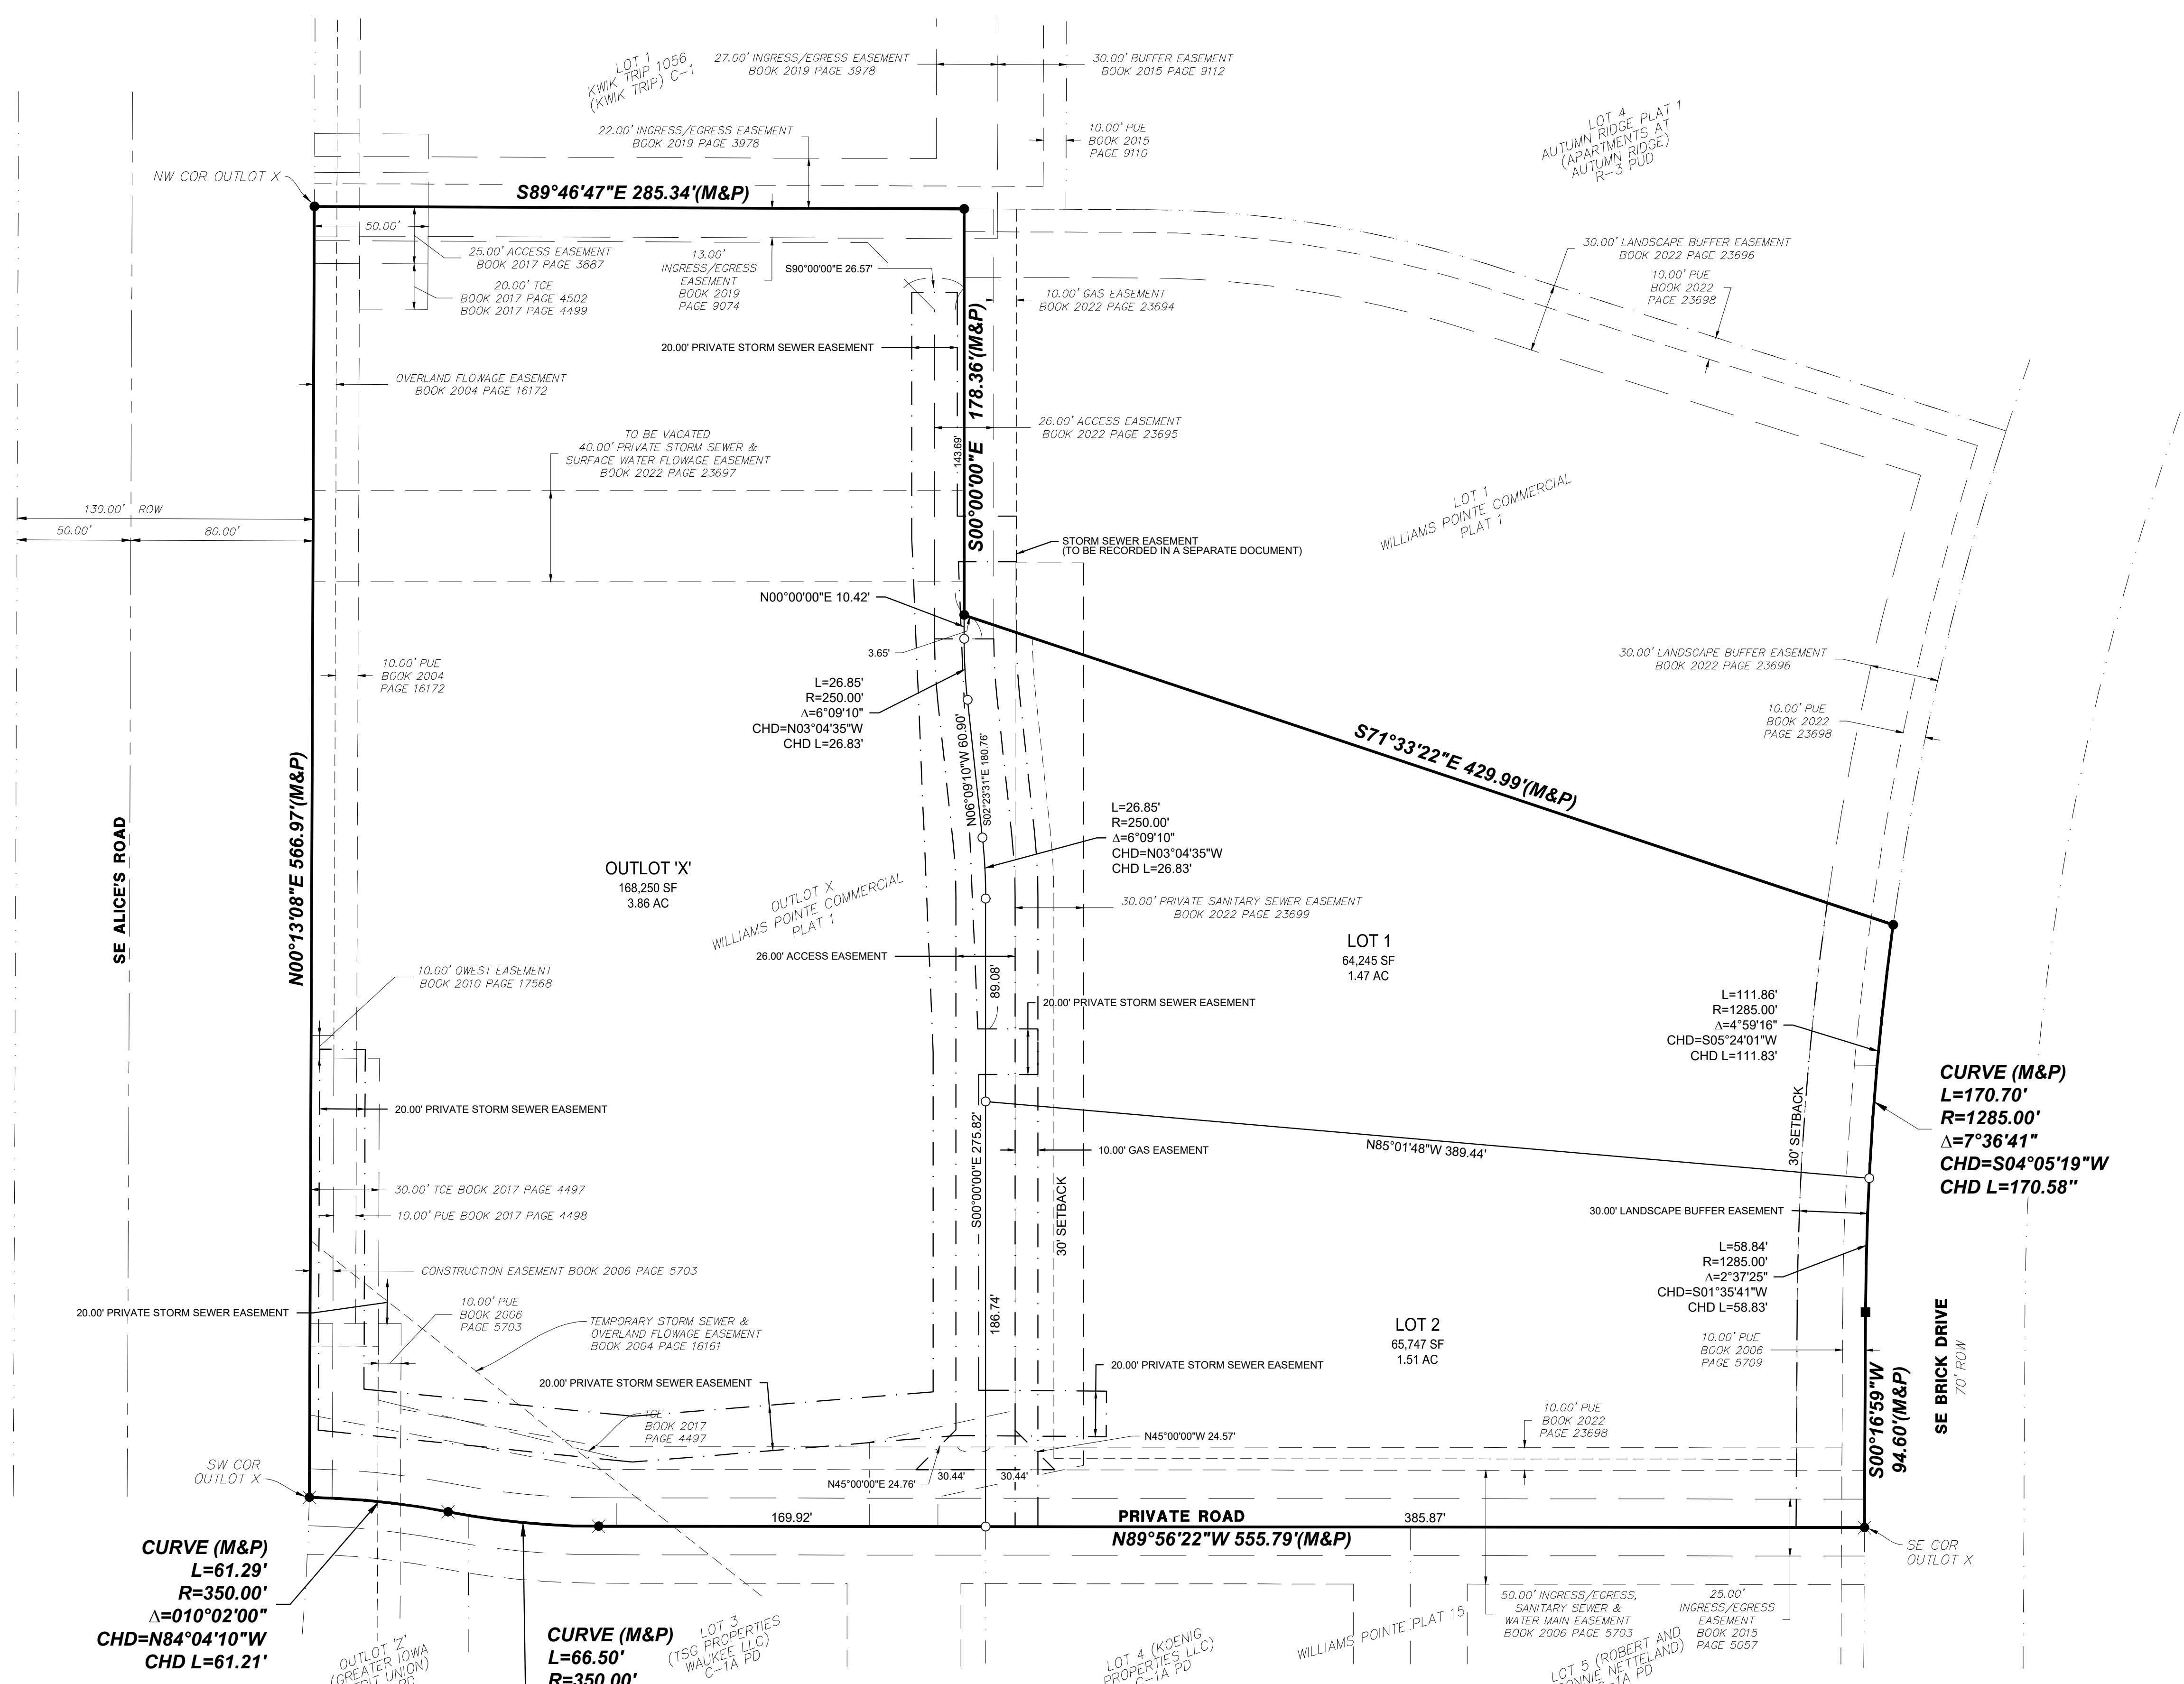 LOT 1
KWIK TRIP 1056
(KWIK TRIP) C-1
27.00' INGRESS/EGRESS EASEMENT
BOOK 2019 PAGE 3978
30.00' BUFFER EASEMENT
BOOK 2015 PAGE 9112
22.00' INGRESS/EGRESS EASEMENT
BOOK 2019 PAGE 3978
10.00' PUE
BOOK 2015
PAGE 9110
LOT 4
AUTUMN RIDGE PLAT 1
(APARTMENTS AT
AUTUMN RIDGE)
R-3 PUD
NW COR OUTLOT X
S89°46'47"E 285.34'(M&P)
50.00'
25.00' ACCESS EASEMENT
BOOK 2017 PAGE 3887
20.00' TCE
BOOK 2017 PAGE 4502
BOOK 2017 PAGE 4499
13.00'
INGRESS/EGRESS
EASEMENT
BOOK 2019
PAGE 9074
S90°00'00"E 26.57'
10.00' GAS EASEMENT
BOOK 2022 PAGE 23694
30.00' LANDSCAPE BUFFER EASEMENT
BOOK 2022 PAGE 23696
10.00' PUE
BOOK 2022
PAGE 23698
20.00' PRIVATE STORM SEWER EASEMENT
OVERLAND FLOWAGE EASEMENT
BOOK 2004 PAGE 16172
S00°00'00"E 178.36'(M&P)
143.69'
26.00' ACCESS EASEMENT
BOOK 2022 PAGE 23695
TO BE VACATED
40.00' PRIVATE STORM SEWER &
SURFACE WATER FLOWAGE EASEMENT
BOOK 2022 PAGE 23697
LOT 1
WILLIAMS POINTE COMMERCIAL
PLAT 1
130.00' ROW
50.00'
80.00'
STORM SEWER EASEMENT
(TO BE RECORDED IN A SEPARATE DOCUMENT)
N00°00'00"E 10.42'
3.65'
10.00' PUE
BOOK 2004
PAGE 16172
L=26.85'
R=250.00'
Δ=6°09'10"
CHD=N03°04'35"W
CHD L=26.83'
30.00' LANDSCAPE BUFFER EASEMENT
BOOK 2022 PAGE 23696
10.00' PUE
BOOK 2022
PAGE 23698
N06°09'10"W 60.90'
S02°23'31"E 180.76'
S71°33'22"E 429.99'(M&P)
N00°13'08"E 566.97'(M&P)
SE ALICE'S ROAD
L=26.85'
R=250.00'
Δ=6°09'10"
CHD=N03°04'35"W
CHD L=26.83'
OUTLOT 'X'
168,250 SF
3.86 AC
OUTLOT X
WILLIAMS POINTE COMMERCIAL
PLAT 1
30.00' PRIVATE SANITARY SEWER EASEMENT
BOOK 2022 PAGE 23699
LOT 1
64,245 SF
1.47 AC
26.00' ACCESS EASEMENT
10.00' QWEST EASEMENT
BOOK 2010 PAGE 17568
89.08'
20.00' PRIVATE STORM SEWER EASEMENT
L=111.86'
R=1285.00'
Δ=4°59'16"
CHD=S05°24'01"W
CHD L=111.83'
CURVE (M&P)
L=170.70'
R=1285.00'
Δ=7°36'41"
CHD=S04°05'19"W
CHD L=170.58"
20.00' PRIVATE STORM SEWER EASEMENT
30' SETBACK
S00°00'00"E 275.82'
10.00' GAS EASEMENT
N85°01'48"W 389.44'
30.00' TCE BOOK 2017 PAGE 4497
10.00' PUE BOOK 2017 PAGE 4498
30' SETBACK
30.00' LANDSCAPE BUFFER EASEMENT
CONSTRUCTION EASEMENT BOOK 2006 PAGE 5703
L=58.84'
R=1285.00'
Δ=2°37'25"
CHD=S01°35'41"W
CHD L=58.83'
20.00' PRIVATE STORM SEWER EASEMENT
10.00' PUE
BOOK 2006
PAGE 5703
TEMPORARY STORM SEWER &
OVERLAND FLOWAGE EASEMENT
BOOK 2004 PAGE 16161
186.74'
LOT 2
65,747 SF
1.51 AC
10.00' PUE
BOOK 2006
PAGE 5709
SE BRICK DRIVE
70' ROW
S00°16'59"W
94.60'(M&P)
20.00' PRIVATE STORM SEWER EASEMENT
20.00' PRIVATE STORM SEWER EASEMENT
TCE
BOOK 2017
PAGE 4497
10.00' PUE
BOOK 2022
PAGE 23698
N45°00'00"W 24.57'
SW COR
OUTLOT X
N45°00'00"E 24.76'
30.44'
30.44'
169.92'
PRIVATE ROAD
385.87'
N89°56'22"W 555.79'(M&P)
SE COR
OUTLOT X
CURVE (M&P)
L=61.29'
R=350.00'
Δ=010°02'00"
CHD=N84°04'10"W
CHD L=61.21'
OUTLOT 'Z'
(GREATER IOWA
UNION)
CURVE (M&P)
L=66.50'
R=350.00'
LOT 3
(TSG PROPERTIES
WAUKEE LLC)
C-1A PD
LOT 4 (KOENIG
PROPERTIES LLC)
C-1A PD
WILLIAMS POINTE PLAT 15
50.00' INGRESS/EGRESS,
SANITARY SEWER &
WATER MAIN EASEMENT
BOOK 2006 PAGE 5703
25.00'
INGRESS/EGRESS
EASEMENT
BOOK 2015
PAGE 5057
LOT 5 (ROBERT AND
NETTELAND)